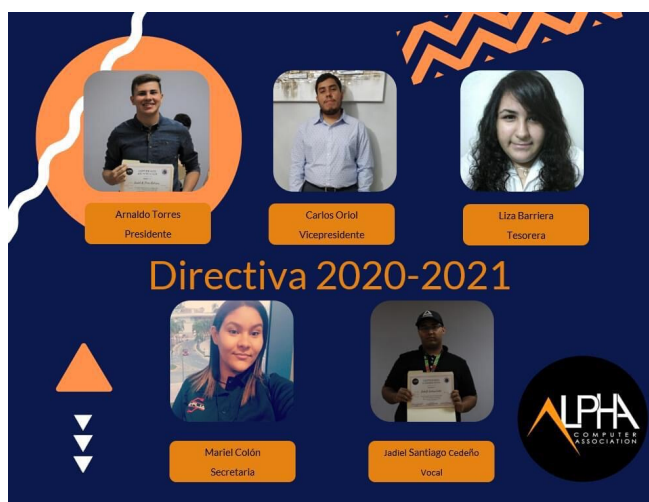 Arnaldo Torres
Presidente
Carlos Oriol
Vicepresidente
Liza Barriera
Tesorera
Directiva 2020-2021
Mariel Colón
Secretaria
Jadiel Santiago Cedeño
Vocal
ALPHA
COMPUTER
ASSOCIATION